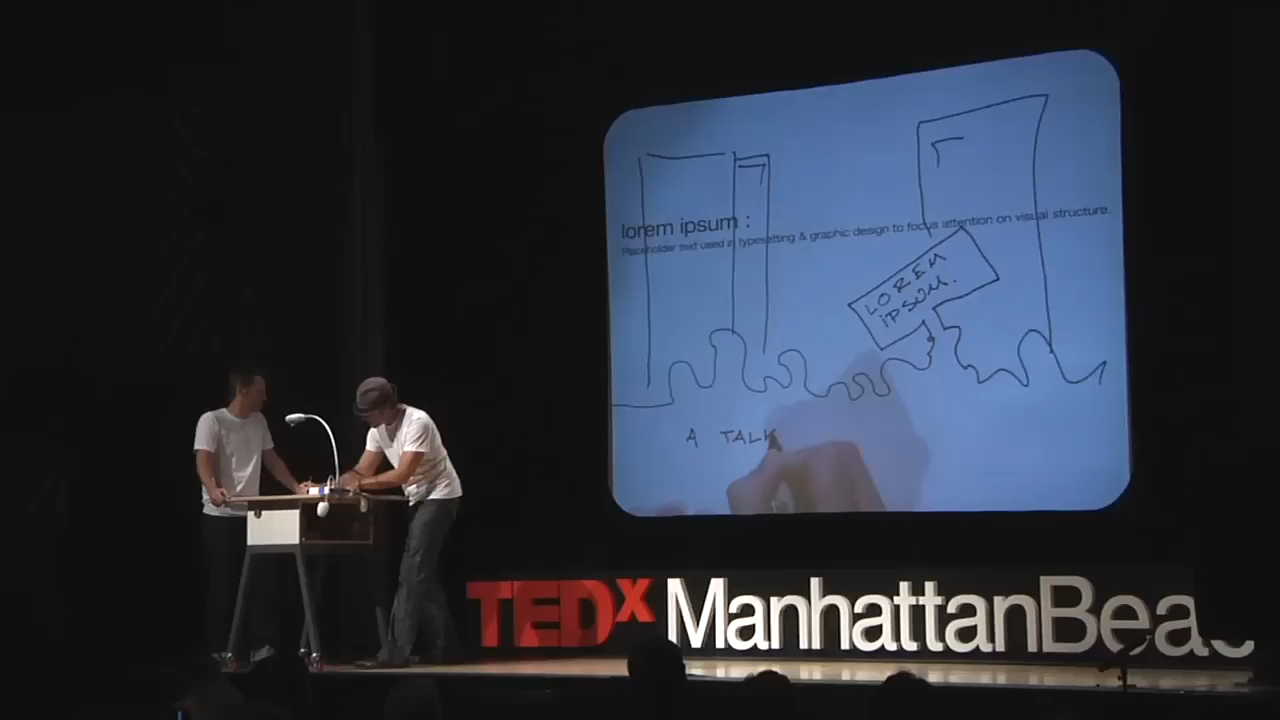 lorem ipsum :
Placeholder text used in typesetting & graphic design to focus attention on visual structure.
LOREM
IPSUM.
A TALK
TEDx ManhattanBeac